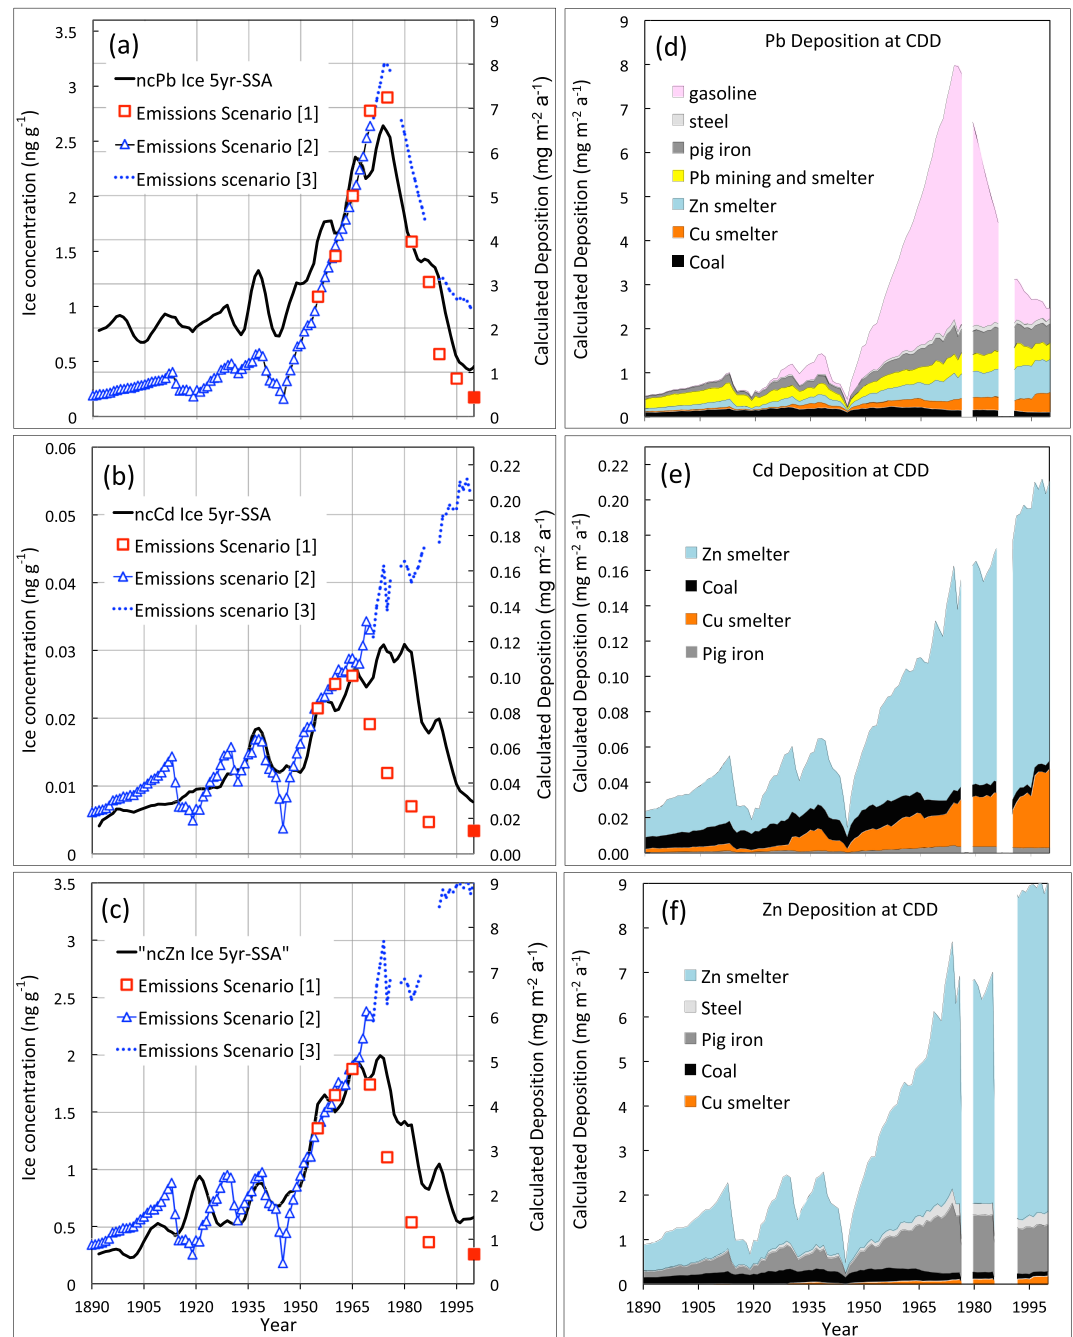 (a)
ncPb Ice 5yr-SSA
Emissions Scenario [1]
Emissions Scenario [2]
Emissions scenario [3]
Ice concentration (ng g-1)
3.5
3
2.5
2
1.5
1
0.5
0
Calculated Deposition (mg m-2 a-1)
9
8
7
6
5
4
3
2
1
0
(d)
Pb Deposition at CDD
gasoline
steel
pig iron
Pb mining and smelter
Zn smelter
Cu smelter
Coal
Calculated Deposition (mg m-2 a-1)
9
8
7
6
5
4
3
2
1
0
(b)
ncCd Ice 5yr-SSA
Emissions Scenario [1]
Emissions scenario [2]
Emissions scenario [3]
Ice concentration (ng g-1)
0.06
0.05
0.04
0.03
0.02
0.01
0
Calculated Deposition (mg m-2 a-1)
0.22
0.20
0.18
0.16
0.14
0.12
0.10
0.08
0.06
0.04
0.02
0.00
(e)
Cd Deposition at CDD
Zn smelter
Coal
Cu smelter
Pig iron
Calculated Deposition (mg m-2 a-1)
0.22
0.20
0.18
0.16
0.14
0.12
0.10
0.08
0.06
0.04
0.02
0.00
(c)
"ncZn Ice 5yr-SSA"
Emissions Scenario [1]
Emissions Scenario [2]
Emissions Scenario [3]
Ice concentration (ng g-1)
3.5
3
2.5
2
1.5
1
0.5
0
Calculated Deposition (mg m-2 a-1)
9
8
7
6
5
4
3
2
1
0
1890 1905 1920 1935 1950 1965 1980 1995
Year
(f)
Zn Deposition at CDD
Zn smelter
Steel
Pig iron
Coal
Cu smelter
Calculated Deposition (mg m-2 a-1)
9
8
7
6
5
4
3
2
1
0
1890 1905 1920 1935 1950 1965 1980 1995
Year